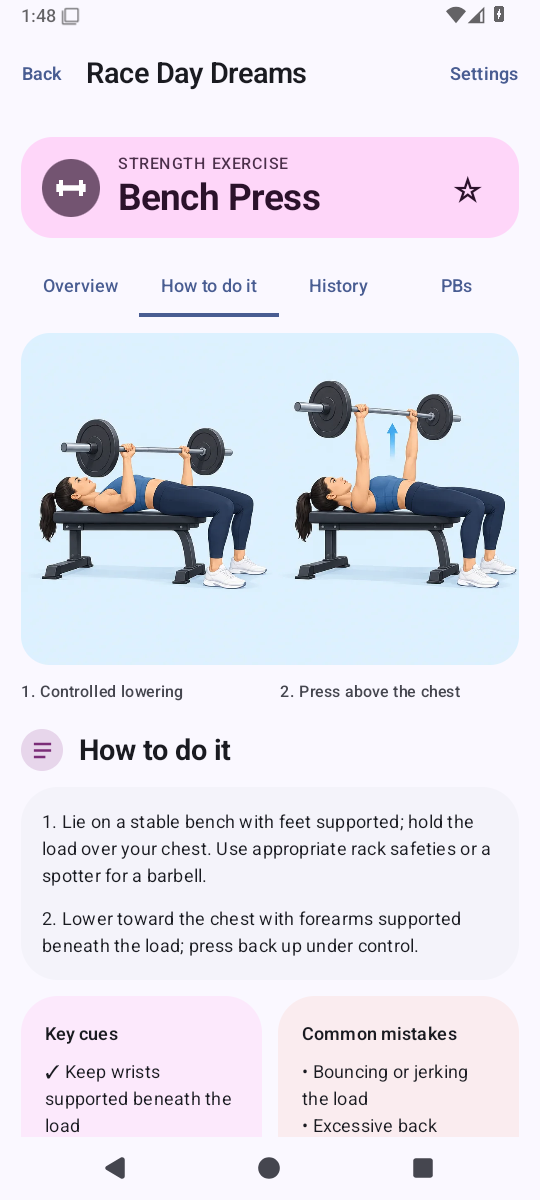 1:48
Back
Race Day Dreams
Settings
STRENGTH EXERCISE
Bench Press
Overview
How to do it
History
PBs
1. Controlled lowering
2. Press above the chest
How to do it
1. Lie on a stable bench with feet supported; hold the
load over your chest. Use appropriate rack safeties or a
spotter for a barbell.
2. Lower toward the chest with forearms supported
beneath the load; press back up under control.
Key cues
✓ Keep wrists
supported beneath the
load
Common mistakes
• Bouncing or jerking
the load
• Excessive back